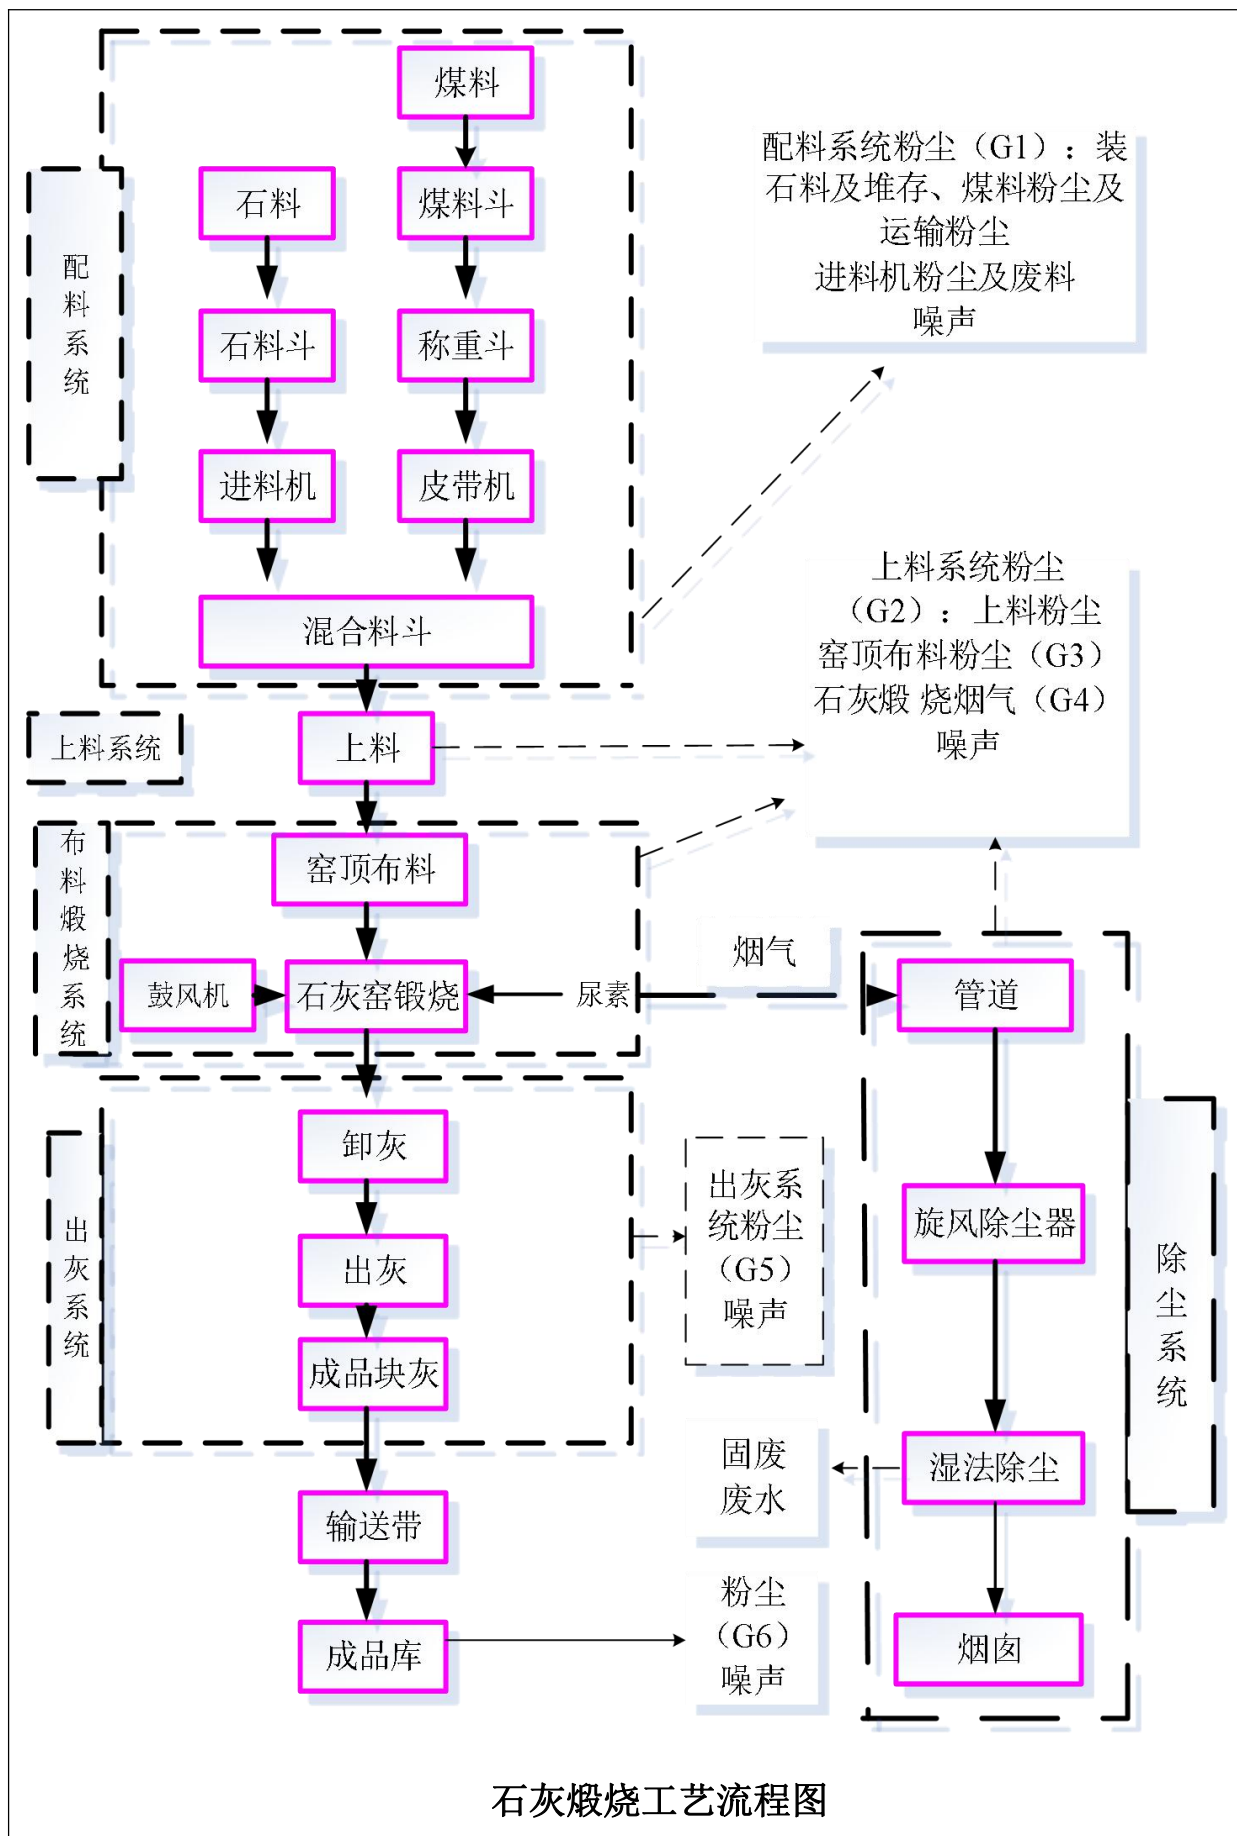 煤料
配料系统粉尘（G1）：装
石料及堆存、煤料粉尘及
运输粉尘
进料机粉尘及废料
噪声
石料
煤料斗
配
料
系
统
石料斗
称重斗
进料机
皮带机
混合料斗
上料系统粉尘
（G2）：上料粉尘
窑顶布料粉尘（G3）
石灰煅 烧烟气（G4）
噪声
上料系统
上料
布
料
煅
烧
系
统
窑顶布料
鼓风机
石灰窑锻烧
尿素
烟气
管道
出
灰
系
统
卸灰
出灰
成品块灰
出灰系
统粉尘
（G5）
噪声
旋风除尘器
除
尘
系
统
固废
废水
湿法除尘
输送带
成品库
粉尘
（G6）
噪声
烟囱
石灰煅烧工艺流程图